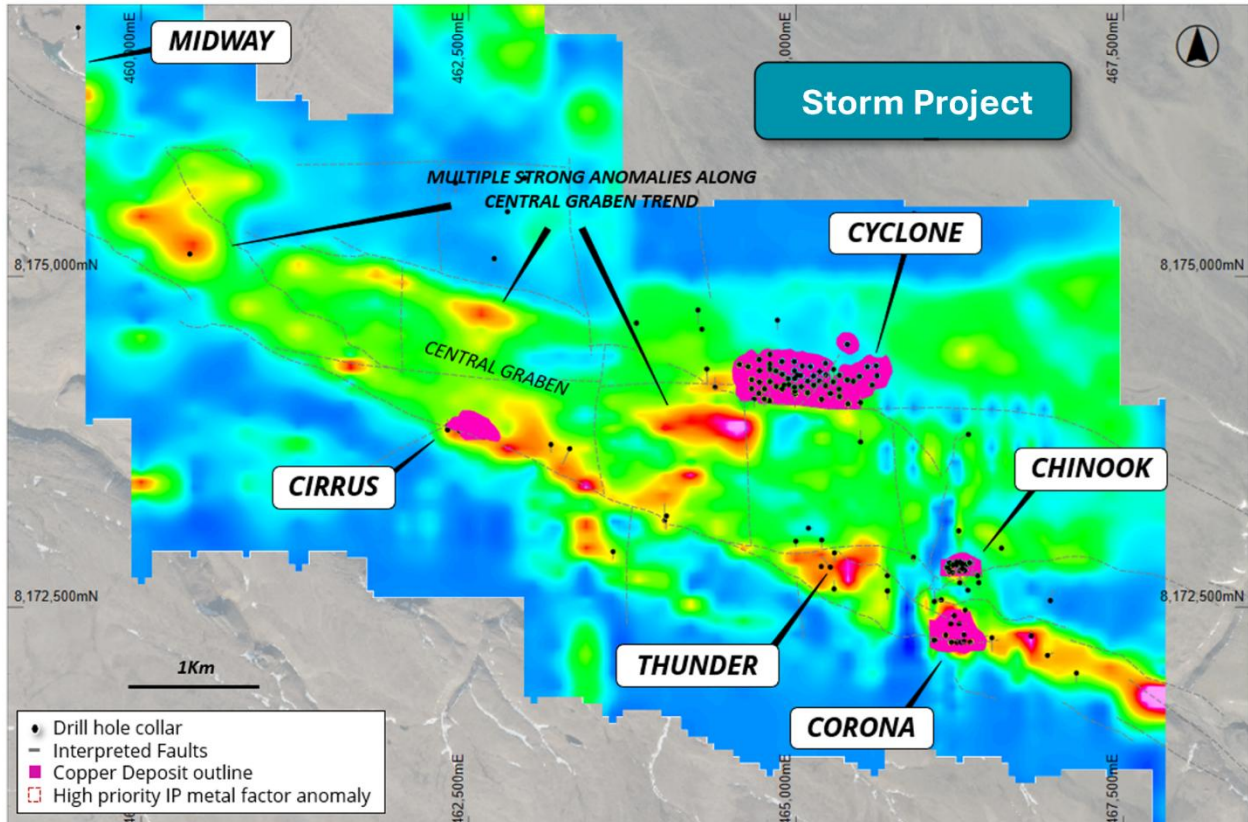 MIDWAY
460,000mE
462,500mE
467,500mE
Storm Project
MULTIPLE STRONG ANOMALIES ALONG
CENTRAL GRABEN TREND
CYCLONE
8,175,000mN
8,175,000mN
CENTRAL GRABEN
CIRRUS
CHINOOK
8,172,500mN
8,172,500mN
THUNDER
1Km
CORONA
Drill hole collar
Interpreted Faults
Copper Deposit outline
High priority IP metal factor anomaly
462,500mE
465,000mE
467,500mE